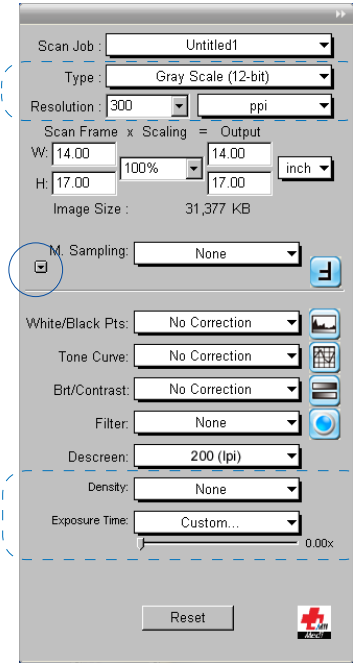 Scan Job : Untitled1
Type : Gray Scale (12-bit)
Resolution : 300 ppi
Scan Frame x Scaling = Output
W: 14.00 100% 14.00 inch
H: 17.00 17.00
Image Size : 31,377 KB
M. Sampling: None
White/Black Pts: No Correction
Tone Curve: No Correction
Brt/Contrast: No Correction
Filter: None
Descreen: 200 (lpi)
Density: None
Exposure Time: Custom...
0.00x
Reset
Medi